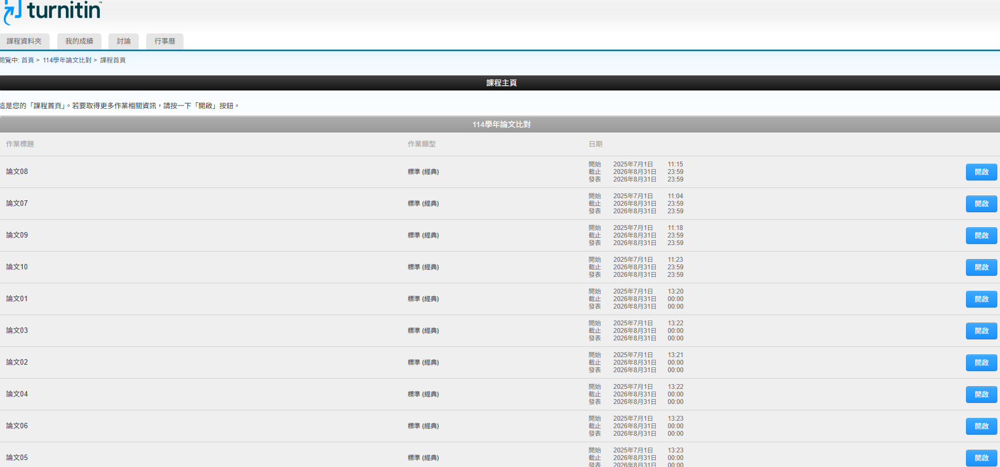 turnitin™
課程資料夾 我的成績 討論 行事曆
閱覽中: 首頁 > 114學年論文比對 > 課程首頁
課程主頁
這是您的「課程首頁」。若要取得更多作業相關資訊，請按一下「開啟」按鈕。
114學年論文比對
作業標題 作業類型 日期
論文08 標準 (經典) 開始 2025年7月1日 11:15
截止 2026年8月31日 23:59
發表 2026年8月31日 23:59
開啟
論文07 標準 (經典) 開始 2025年7月1日 11:04
截止 2026年8月31日 23:59
發表 2026年8月31日 23:59
開啟
論文09 標準 (經典) 開始 2025年7月1日 11:18
截止 2026年8月31日 23:59
發表 2026年8月31日 23:59
開啟
論文10 標準 (經典) 開始 2025年7月1日 11:23
截止 2026年8月31日 23:59
發表 2026年8月31日 23:59
開啟
論文01 標準 (經典) 開始 2025年7月1日 13:20
截止 2026年8月31日 00:00
發表 2026年8月31日 00:00
開啟
論文03 標準 (經典) 開始 2025年7月1日 13:22
截止 2026年8月31日 00:00
發表 2026年8月31日 00:00
開啟
論文02 標準 (經典) 開始 2025年7月1日 13:21
截止 2026年8月31日 00:00
發表 2026年8月31日 00:00
開啟
論文04 標準 (經典) 開始 2025年7月1日 13:22
截止 2026年8月31日 00:00
發表 2026年8月31日 00:00
開啟
論文06 標準 (經典) 開始 2025年7月1日 13:23
截止 2026年8月31日 00:00
發表 2026年8月31日 00:00
開啟
論文05 標準 (經典) 開始 2025年7月1日 13:23
截止 2026年8月31日 00:00
發表 2026年8月31日 00:00
開啟